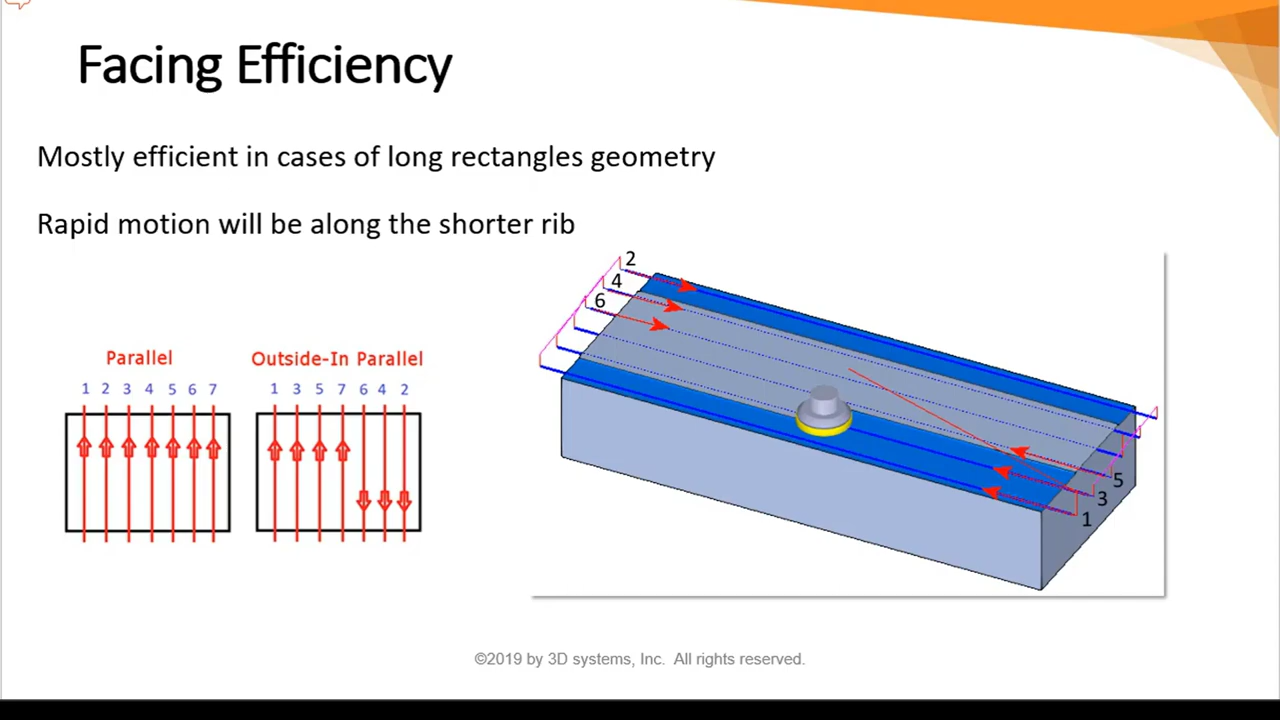 Facing Efficiency
Mostly efficient in cases of long rectangles geometry
Rapid motion will be along the shorter rib
Parallel
1 2 3 4 5 6 7
Outside-In Parallel
1 3 5 7 6 4 2
2
4
6
5
3
1
©2019 by 3D systems, Inc. All rights reserved.